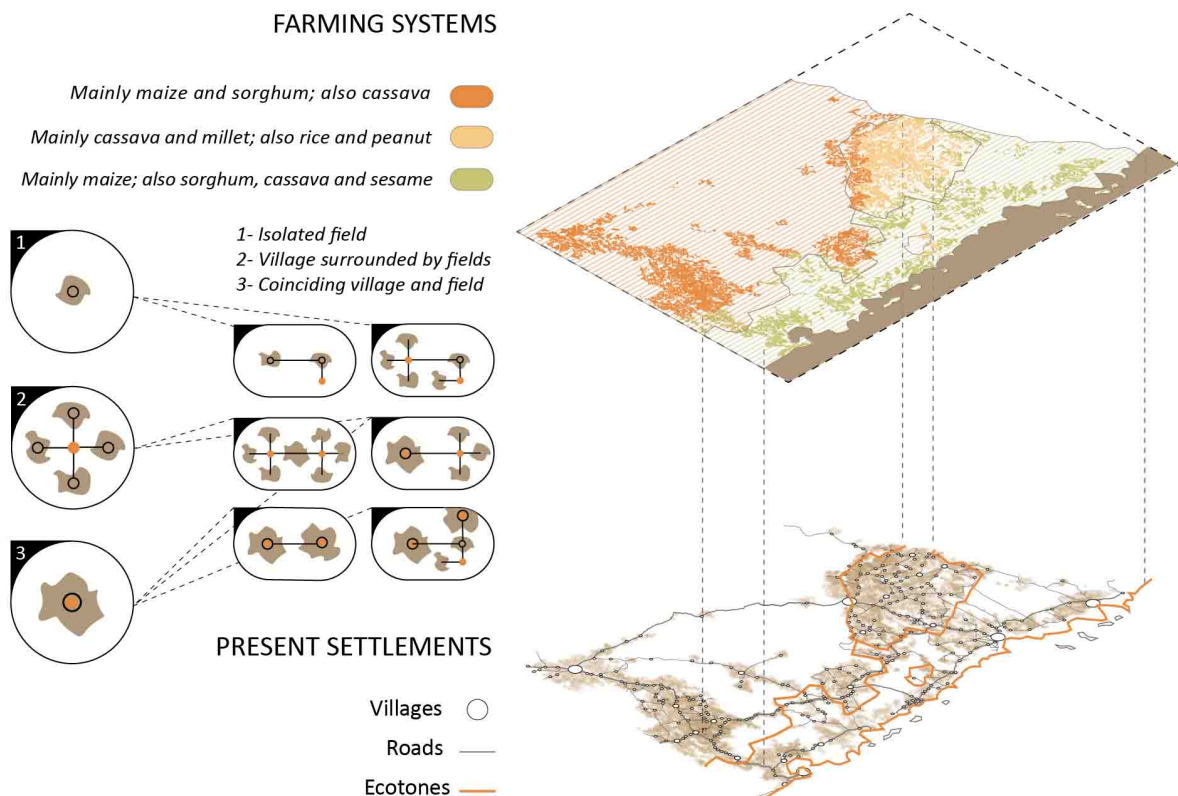 FARMING SYSTEMS
Mainly maize and sorghum; also cassava
Mainly cassava and millet; also rice and peanut
Mainly maize; also sorghum, cassava and sesame
1- Isolated field
2- Village surrounded by fields
3- Coinciding village and field
1
2
3
PRESENT SETTLEMENTS
Villages
Roads
Ecotones